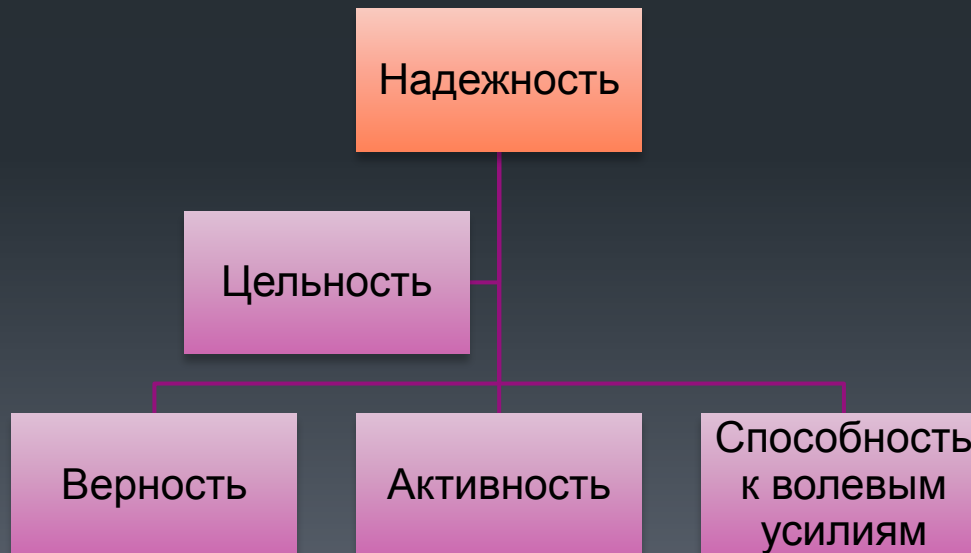 Надежность
Цельность
Верность
Активность
Способность
к волевым
усилиям